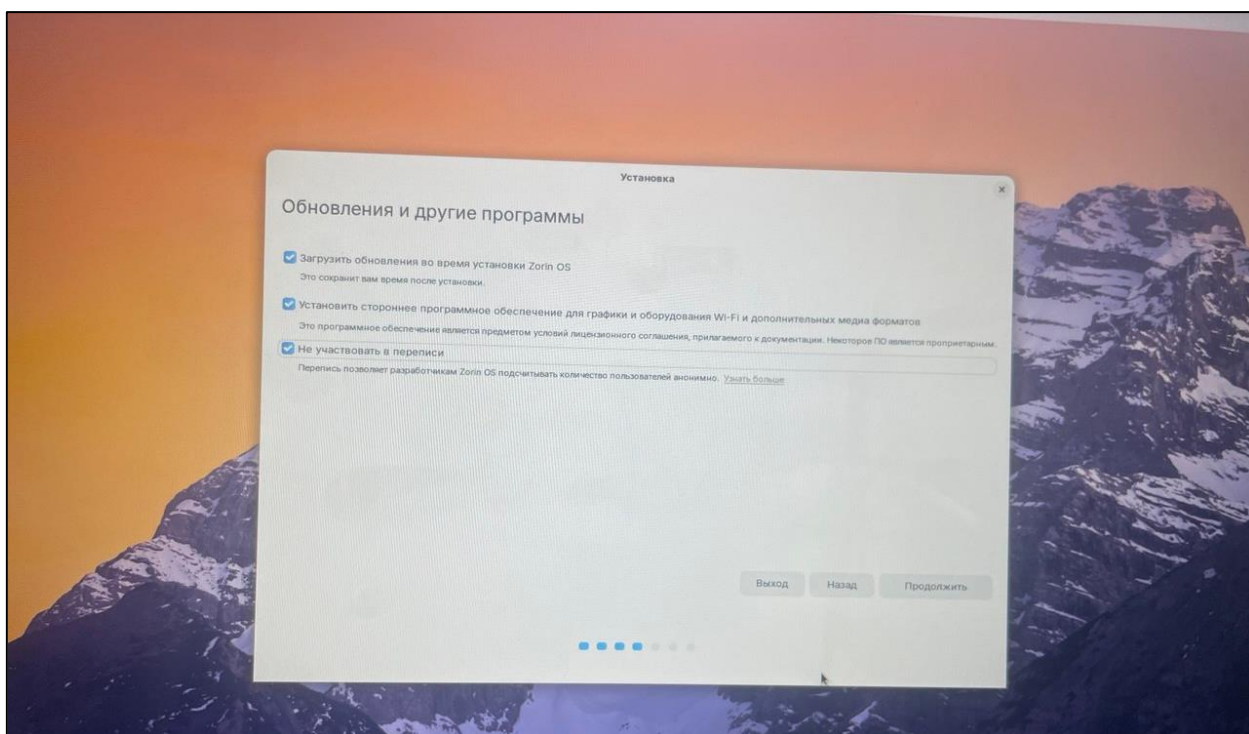 Установка
Обновления и другие программы
Загрузить обновления во время установки Zorin OS
Это сохранит вам время после установки.
Установить стороннее программное обеспечение для графики и оборудования Wi-Fi и дополнительных медиа форматов
Это программное обеспечение является предметом условий лицензионного соглашения, прилагаемого к документации. Некоторое ПО является проприетарным.
Не участвовать в переписи
Перепись позволяет разработчикам Zorin OS подсчитывать количество пользователей анонимно. Узнать больше
Выход Назад Продолжить